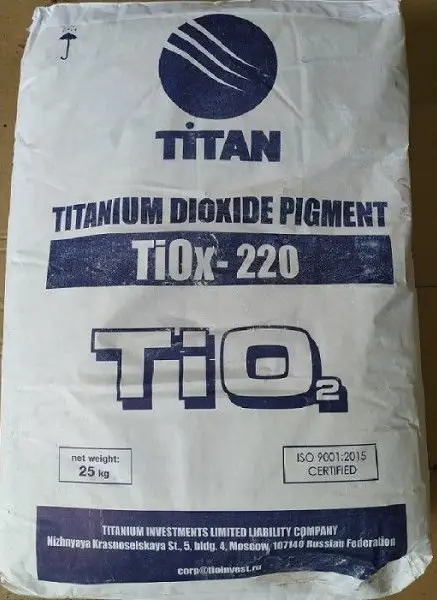 TiTAN
TITANIUM DIOXIDE PIGMENT
TiOx- 220
TiO2
net weight:
25 kg
ISO 9001:2015
CERTIFIED
TITANIUM INVESTMENTS LIMITED LIABILITY COMPANY
Nizhnyaya Krasnoselskaya St., 5, bldg. 4, Moscow, 107140 Russian Federation
corp@tioinvest.ru